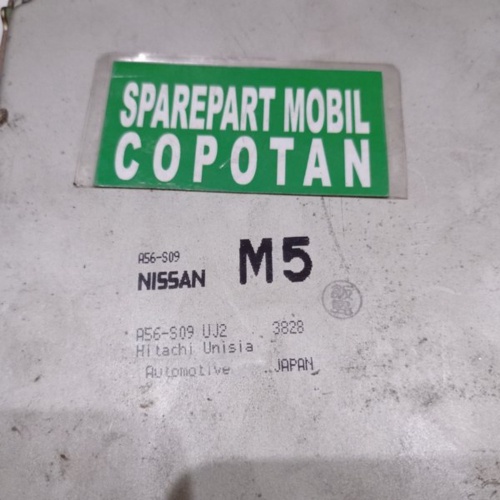 SPAREPART MOBIL
COPOTAN
A56-S09
NISSAN M5
A56-S09 UJ2 3828
Hitachi Unisia
Automotive JAPAN